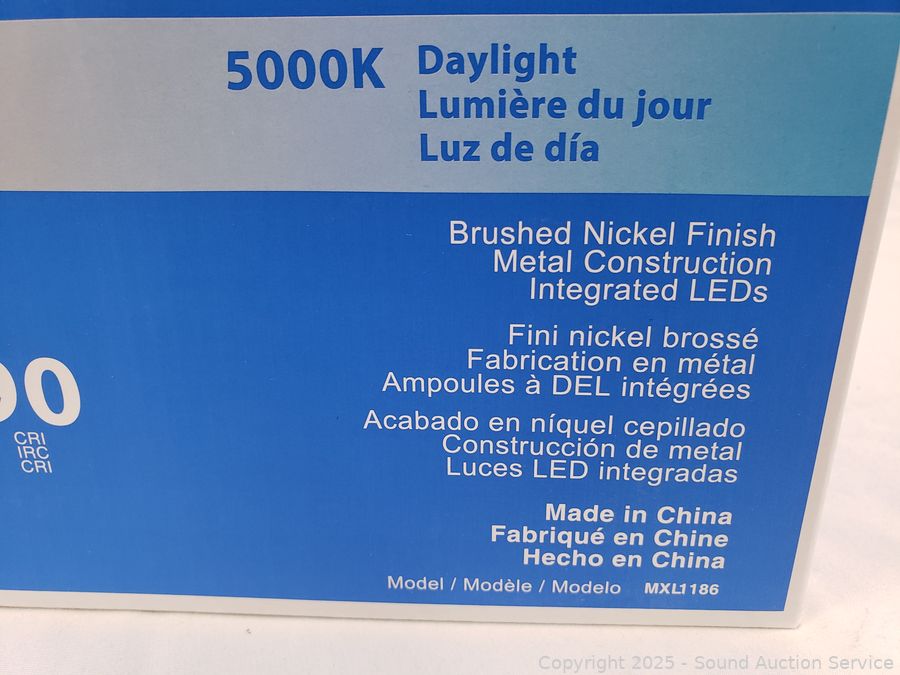 5000K Daylight
Lumière du jour
Luz de día
Brushed Nickel Finish
Metal Construction
Integrated LEDs
Fini nickel brossé
Fabrication en métal
Ampoules à DEL intégrées
Acabado en níquel cepillado
Construcción de metal
Luces LED integradas
90
CRI
IRC
CRI
Made in China
Fabriqué en Chine
Hecho en China
Model / Modèle / Modelo MXL1186
Copyright 2025 - Sound Auction Service